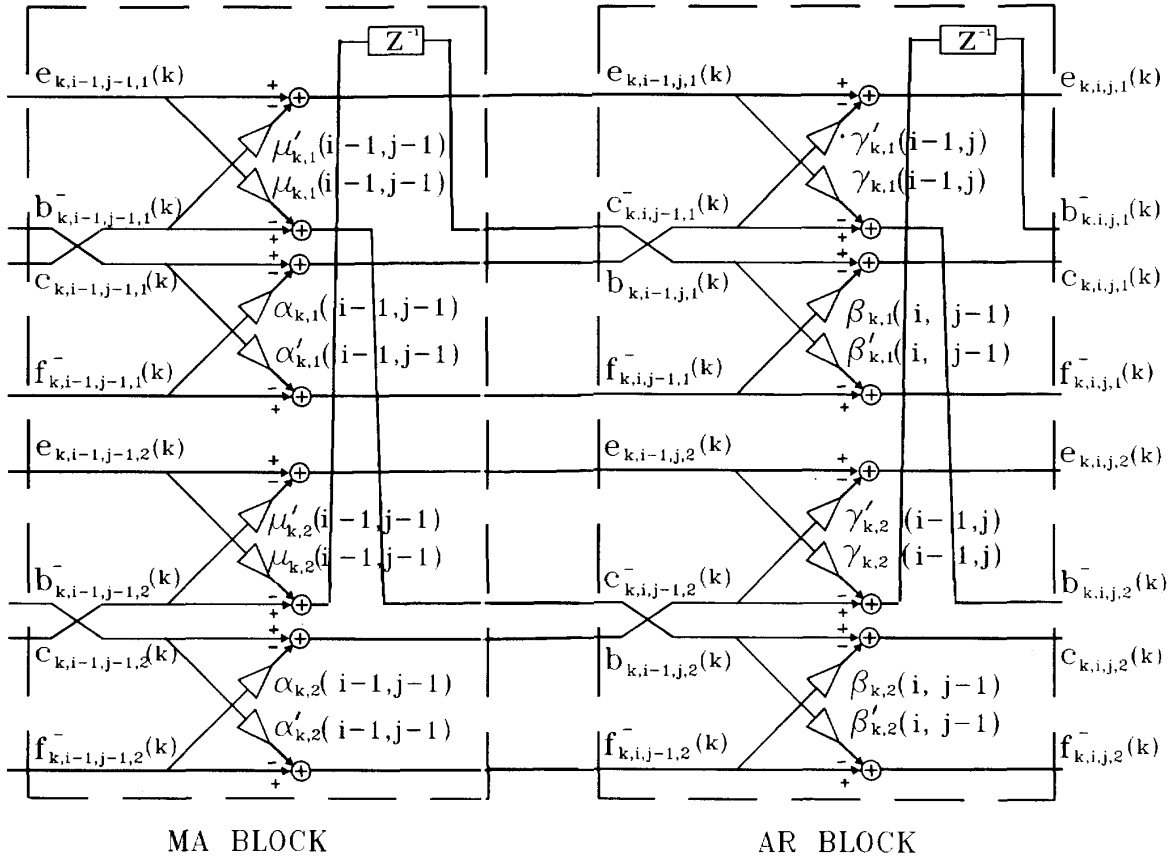 Z⁻¹
Z⁻¹
e_{k,i-1,j-1,1}(k)
e_{k,i-1,j,1}(k)
e_{k,i,j,1}(k)
μ′_{k,1}(i-1,j-1)
μ_{k,1}(i-1,j-1)
γ′_{k,1}(i-1,j)
γ_{k,1}(i-1,j)
b⁻_{k,i-1,j-1,1}(k)
c⁻_{k,i,j-1,1}(k)
b⁻_{k,i,j,1}(k)
c_{k,i-1,j-1,1}(k)
b_{k,i-1,j,1}(k)
c_{k,i,j,1}(k)
α_{k,1}(i-1,j-1)
α′_{k,1}(i-1,j-1)
β_{k,1}(i, j-1)
β′_{k,1}(i, j-1)
f⁻_{k,i-1,j-1,1}(k)
f⁻_{k,i,j-1,1}(k)
f⁻_{k,i,j,1}(k)
e_{k,i-1,j-1,2}(k)
e_{k,i-1,j,2}(k)
e_{k,i,j,2}(k)
μ′_{k,2}(i-1,j-1)
μ_{k,2}(i-1,j-1)
γ′_{k,2}(i-1,j)
γ_{k,2}(i-1,j)
b⁻_{k,i-1,j-1,2}(k)
c⁻_{k,i,j-1,2}(k)
b⁻_{k,i,j,2}(k)
c_{k,i-1,j-1,2}(k)
b_{k,i-1,j,2}(k)
c_{k,i,j,2}(k)
α_{k,2}(i-1,j-1)
α′_{k,2}(i-1,j-1)
β_{k,2}(i, j-1)
β′_{k,2}(i, j-1)
f⁻_{k,i-1,j-1,2}(k)
f⁻_{k,i,j-1,2}(k)
f⁻_{k,i,j,2}(k)
MA BLOCK
AR BLOCK